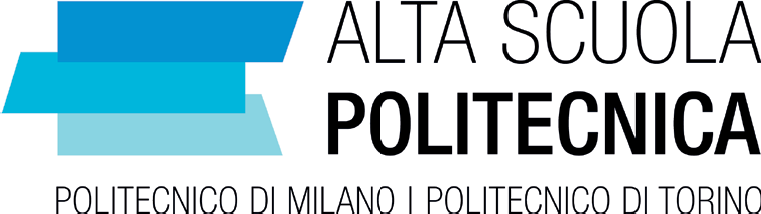 ALTA SCUOLA
POLITECNICA
POLITECNICO DI MILANO | POLITECNICO DI TORINO